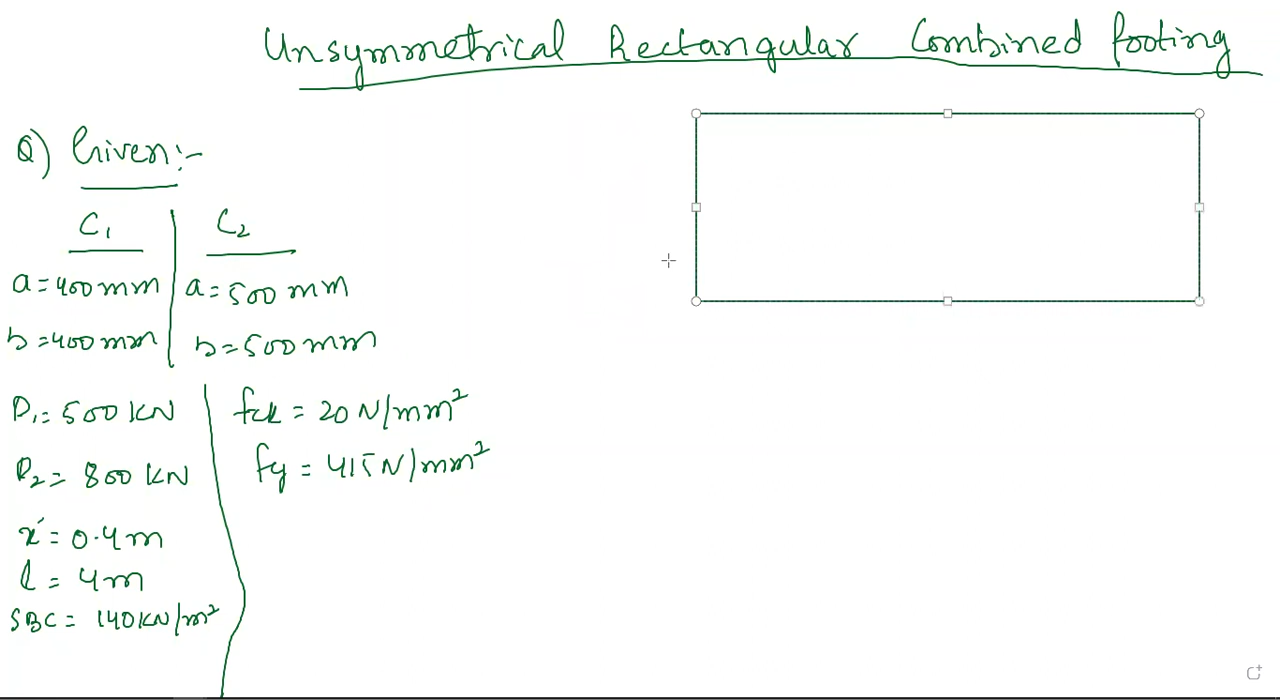 Unsymmetrical Rectangular Combined footing
Q) Given:-
C₁ C₂
a = 400 mm a = 500 mm
b = 400 mm b = 500 mm
P₁ = 500 KN fck = 20 N/mm²
P₂ = 800 KN fy = 415 N/mm²
x' = 0.4 m
l = 4 m
SBC = 140 KN/m²